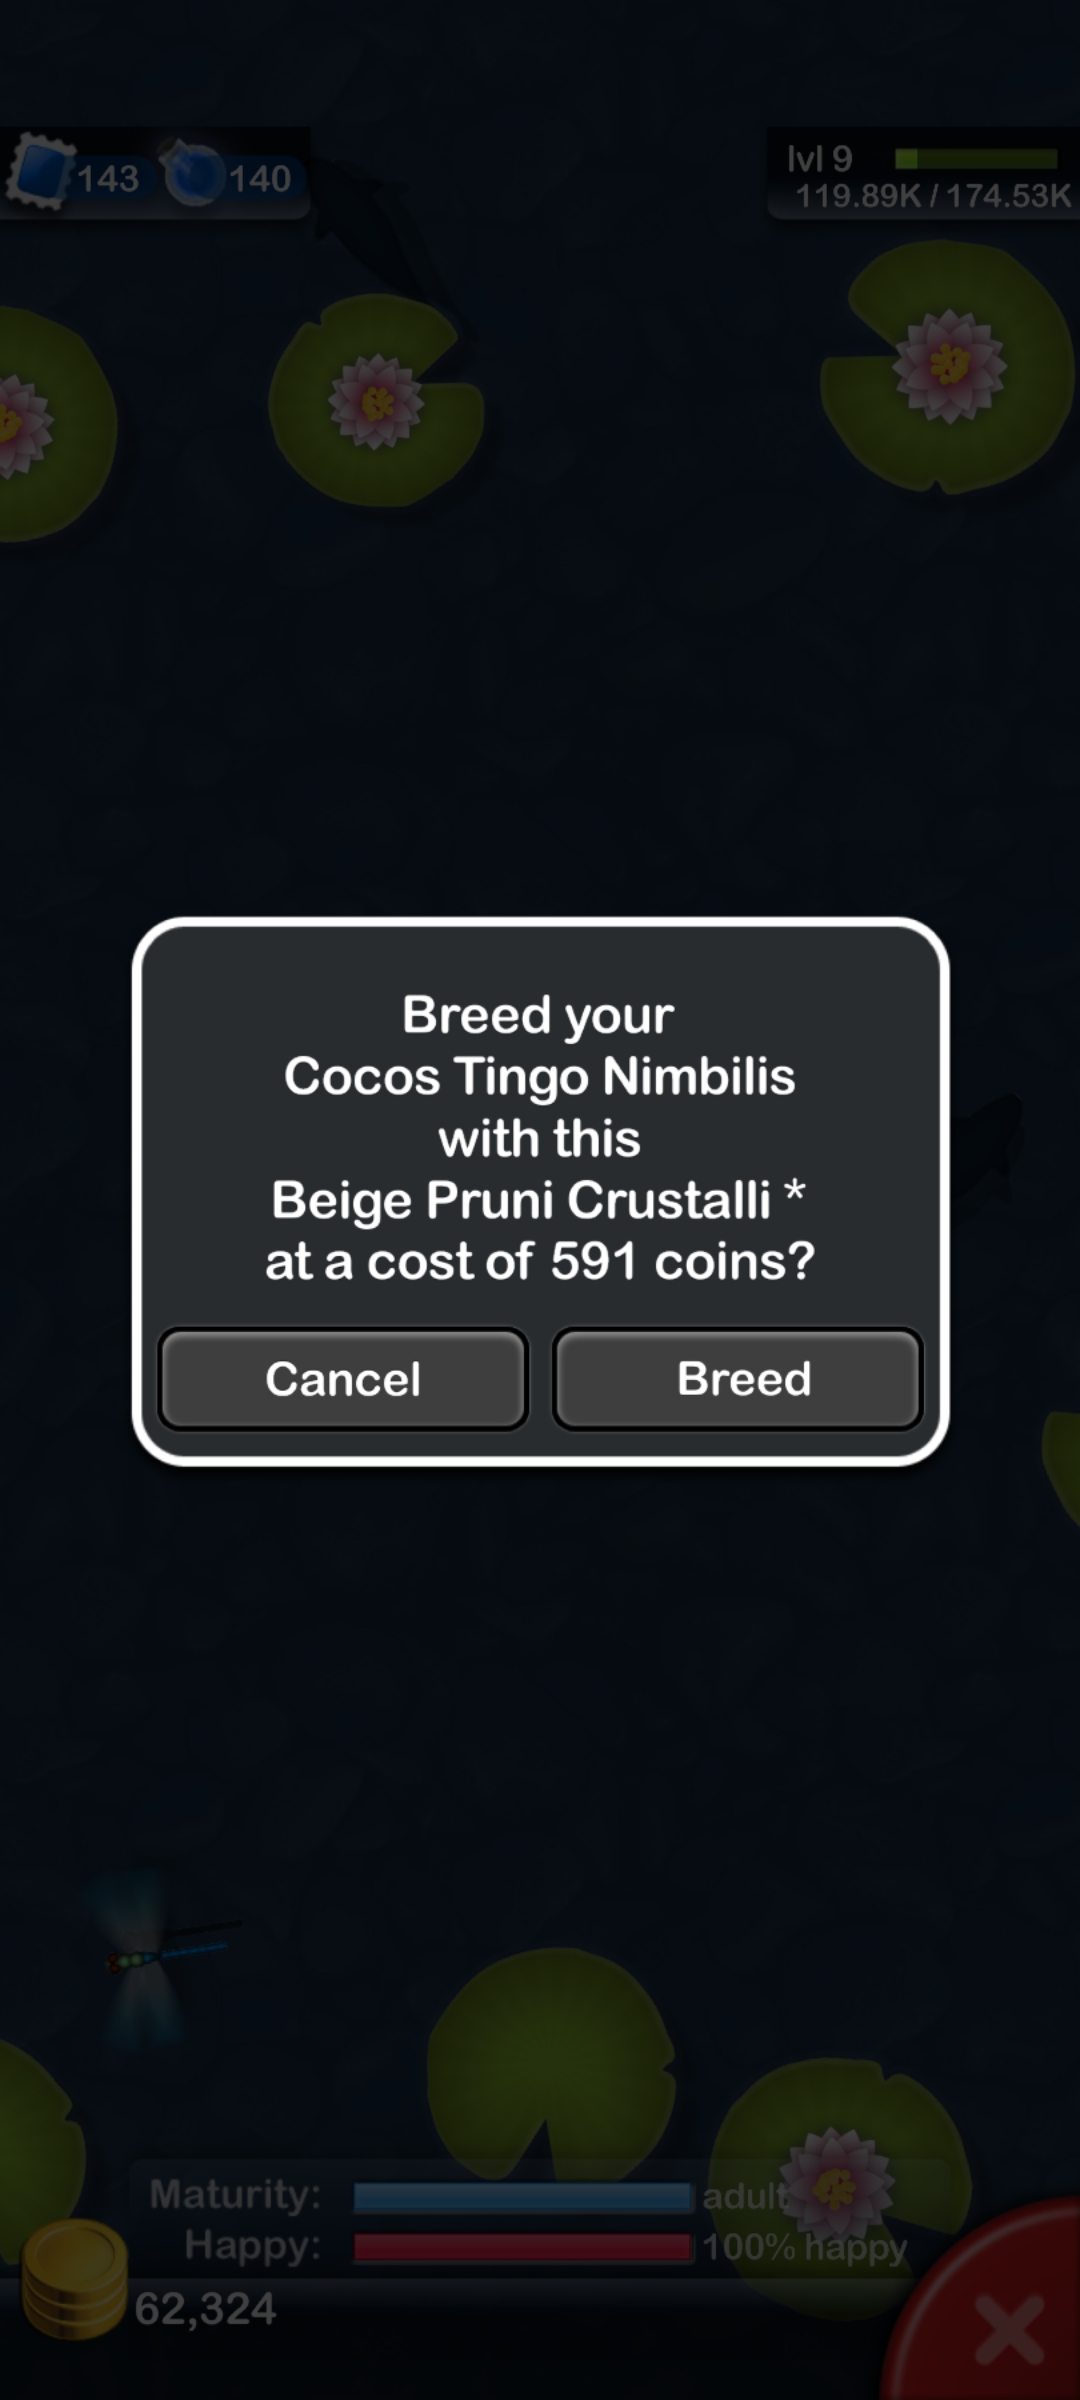 143 140
lvl 9
119.89K / 174.53K
Breed your
Cocos Tingo Nimbilis
with this
Beige Pruni Crustalli *
at a cost of 591 coins?
Cancel Breed
Maturity: adult
Happy: 100% happy
62,324